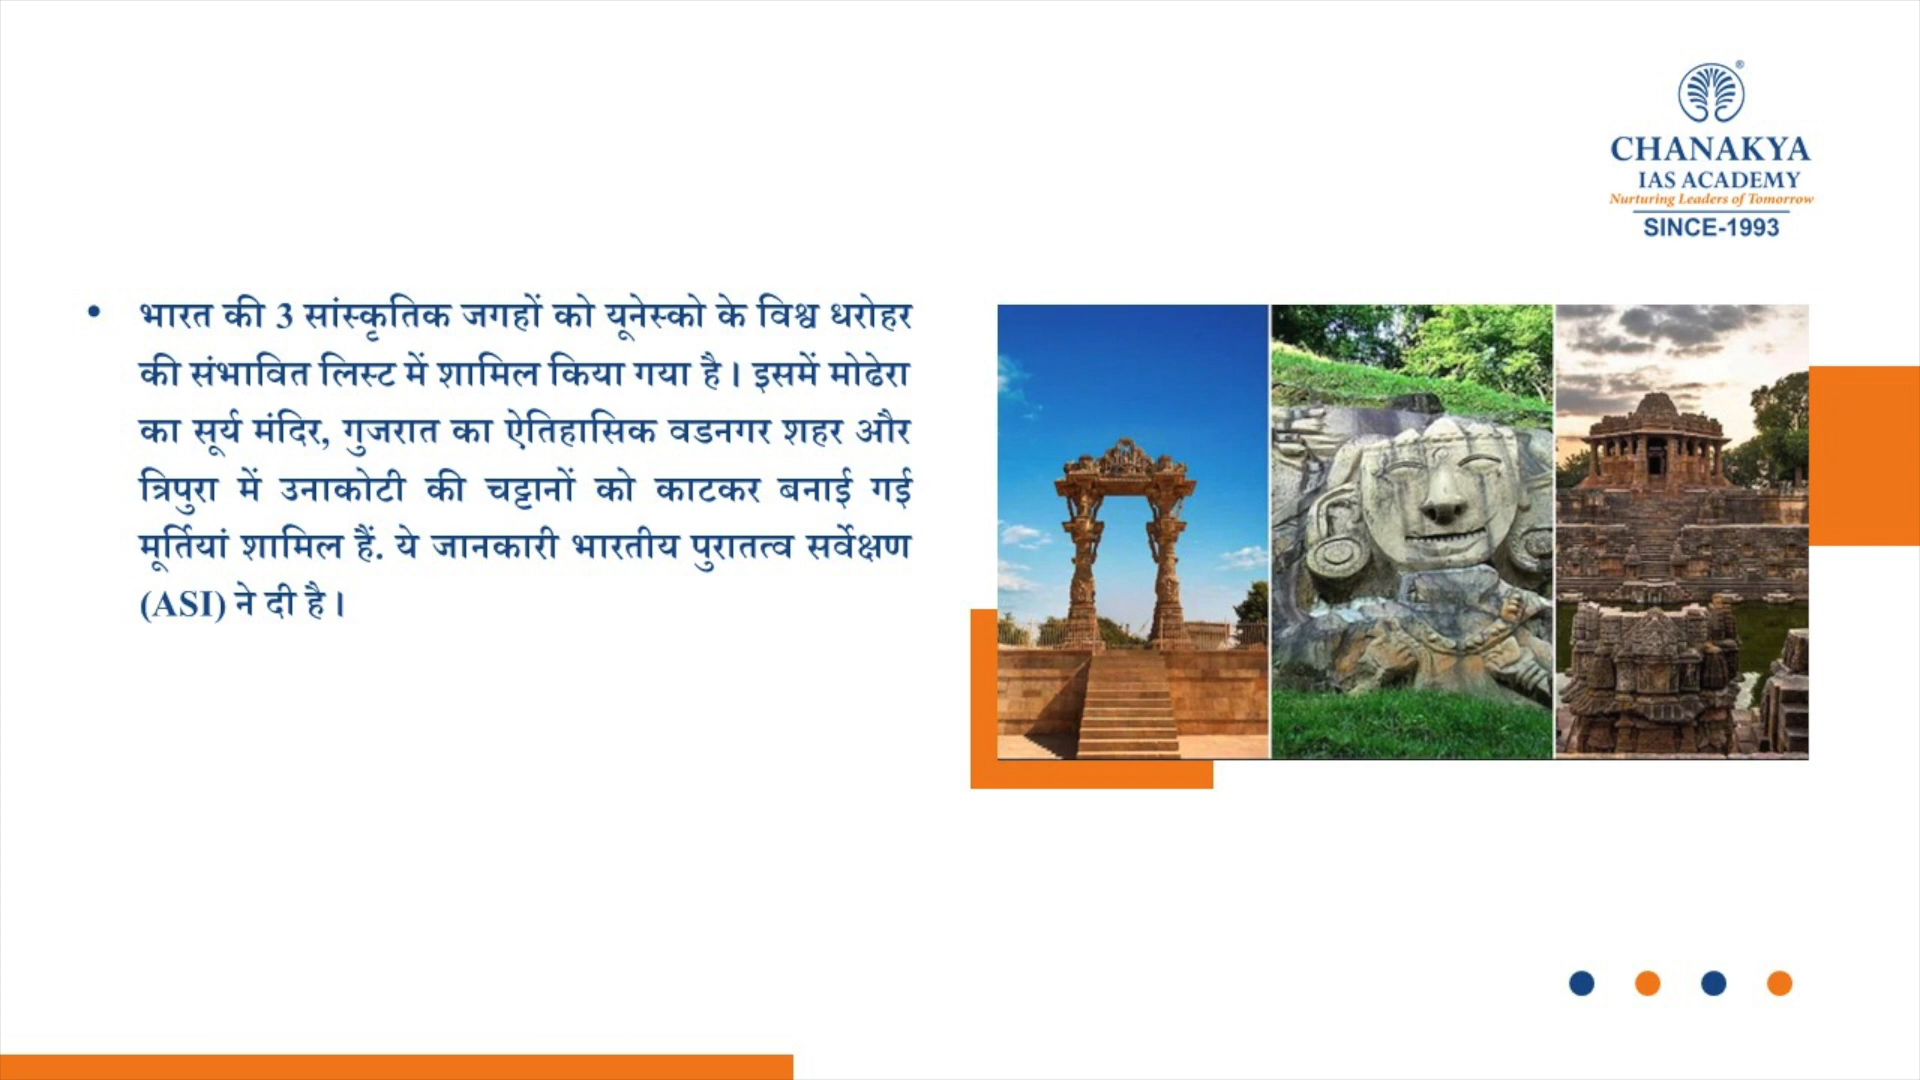 CHANAKYA
IAS ACADEMY
Nurturing Leaders of Tomorrow
SINCE-1993
• भारत की 3 सांस्कृतिक जगहों को यूनेस्को के विश्व धरोहर
की संभावित लिस्ट में शामिल किया गया है। इसमें मोढेरा
का सूर्य मंदिर, गुजरात का ऐतिहासिक वडनगर शहर और
त्रिपुरा में उनाकोटी की चट्टानों को काटकर बनाई गई
मूर्तियां शामिल हैं. ये जानकारी भारतीय पुरातत्व सर्वेक्षण
(ASI) ने दी है।